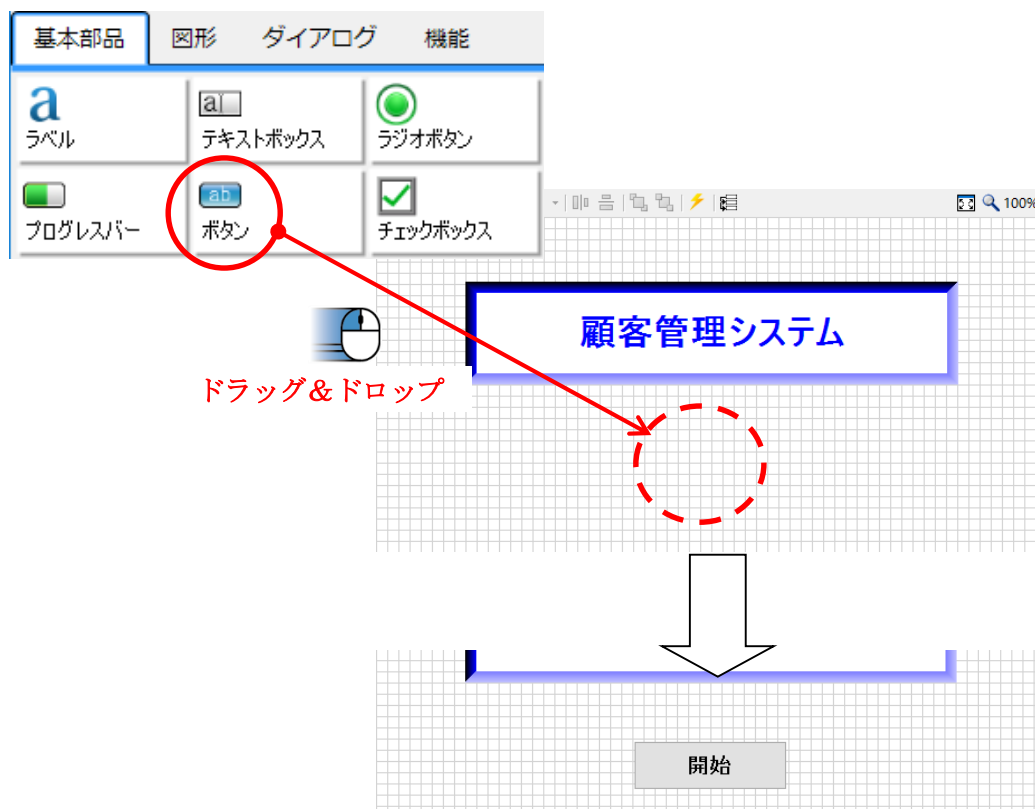 基本部品 図形 ダイアログ 機能
a a ab
ラベル テキストボックス ラジオボタン
ab
プログレスバー ボタン チェックボックス
100%
顧客管理システム
ドラッグ＆ドロップ
開始